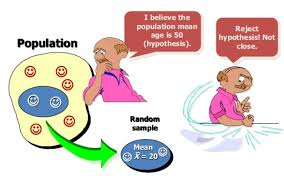 Population
I believe the
population mean
age is 50
(hypothesis).
Reject
hypothesis! Not
close.
Random
sample
Mean
X̄ = 20